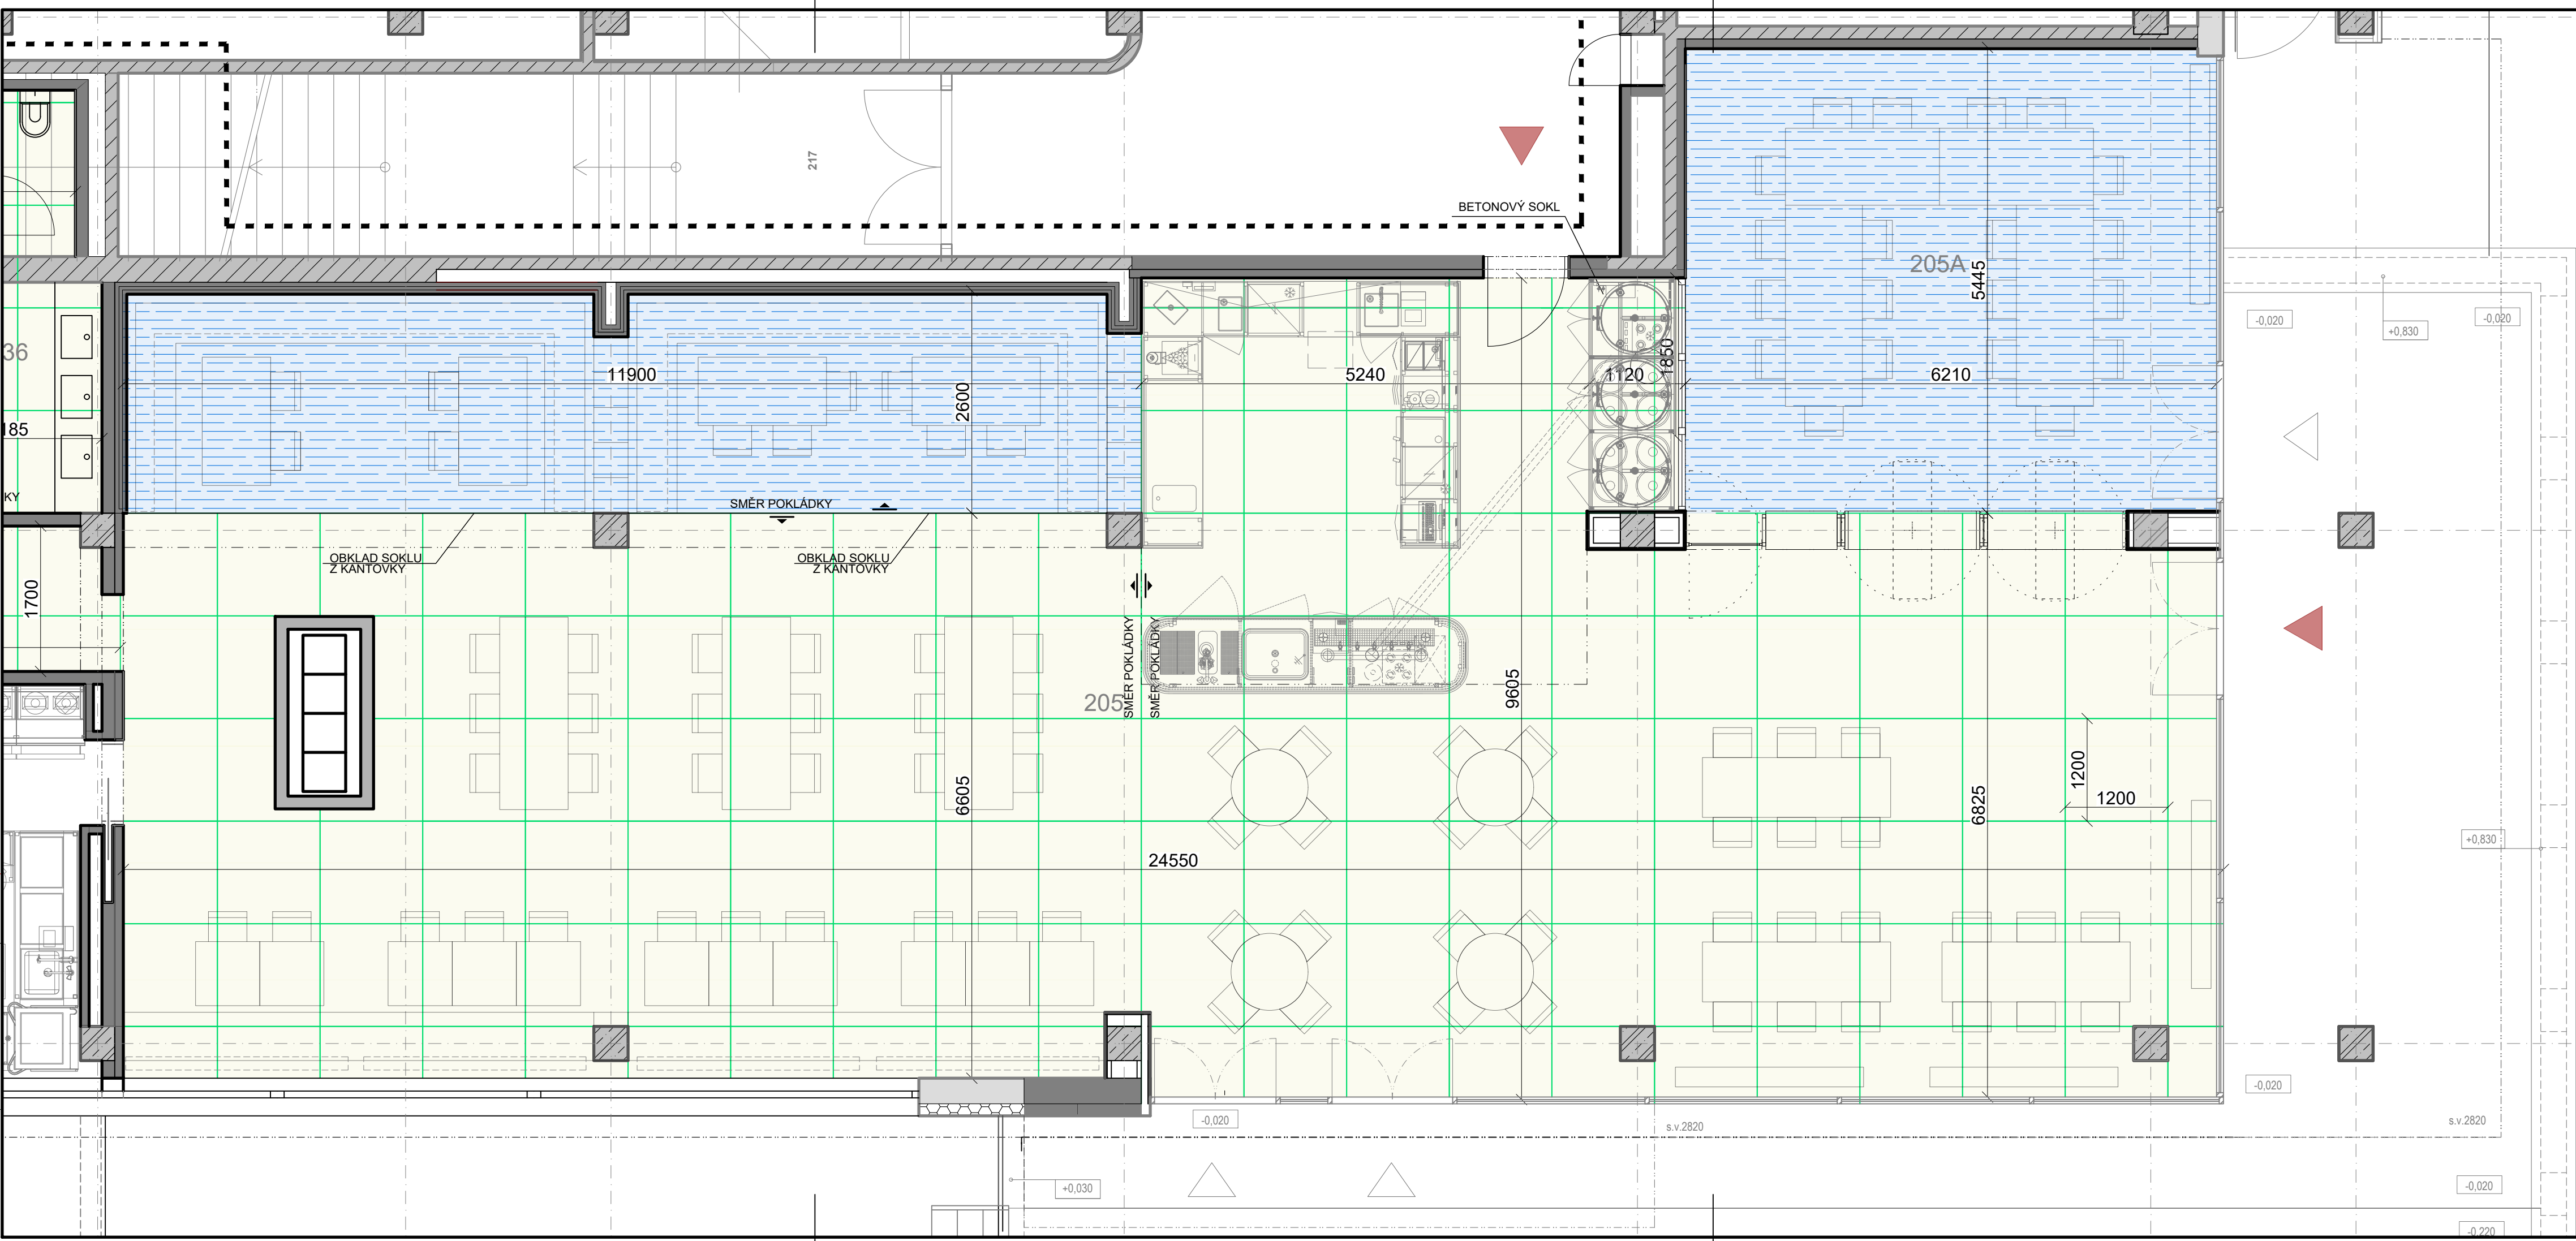 217
BETONOVÝ SOKL
205A
5445
-0,020
+0,830
-0,020
36
11900
2600
5240
1120
1850
6210
185
KY
SMĚR POKLÁDKY
OBKLAD SOKLU
Z KANTOVKY
OBKLAD SOKLU
Z KANTOVKY
1700
SMĚR POKLÁDKY
SMĚR POKLÁDKY
205
9605
6605
6825
1200
1200
+0,830
24550
-0,020
-0,020
s.v.2820
s.v.2820
+0,030
-0,020
-0,220